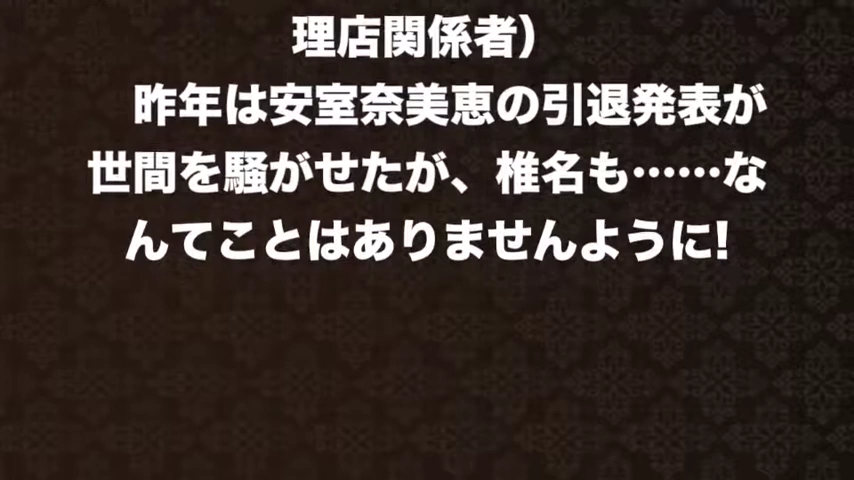 理店関係者）
　昨年は安室奈美恵の引退発表が
世間を騒がせたが、椎名も……な
んてことはありませんように!